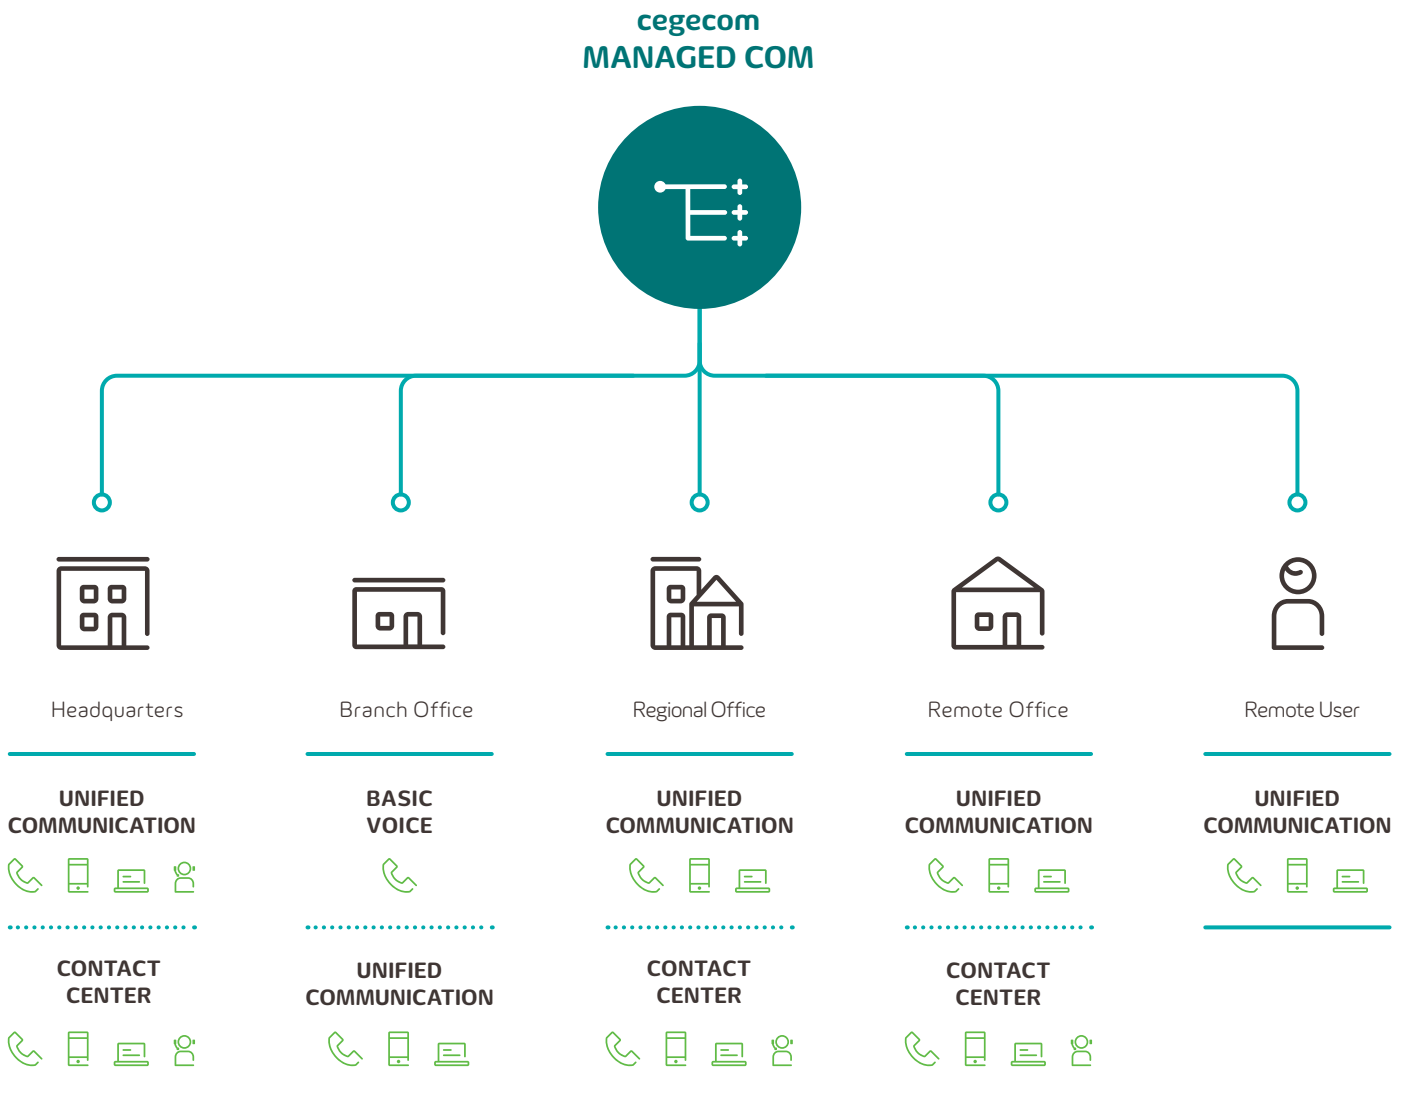 cegecom
MANAGED COM
Headquarters
Branch Office
Regional Office
Remote Office
Remote User
UNIFIED
COMMUNICATION
BASIC
VOICE
UNIFIED
COMMUNICATION
UNIFIED
COMMUNICATION
UNIFIED
COMMUNICATION
CONTACT
CENTER
UNIFIED
COMMUNICATION
CONTACT
CENTER
CONTACT
CENTER